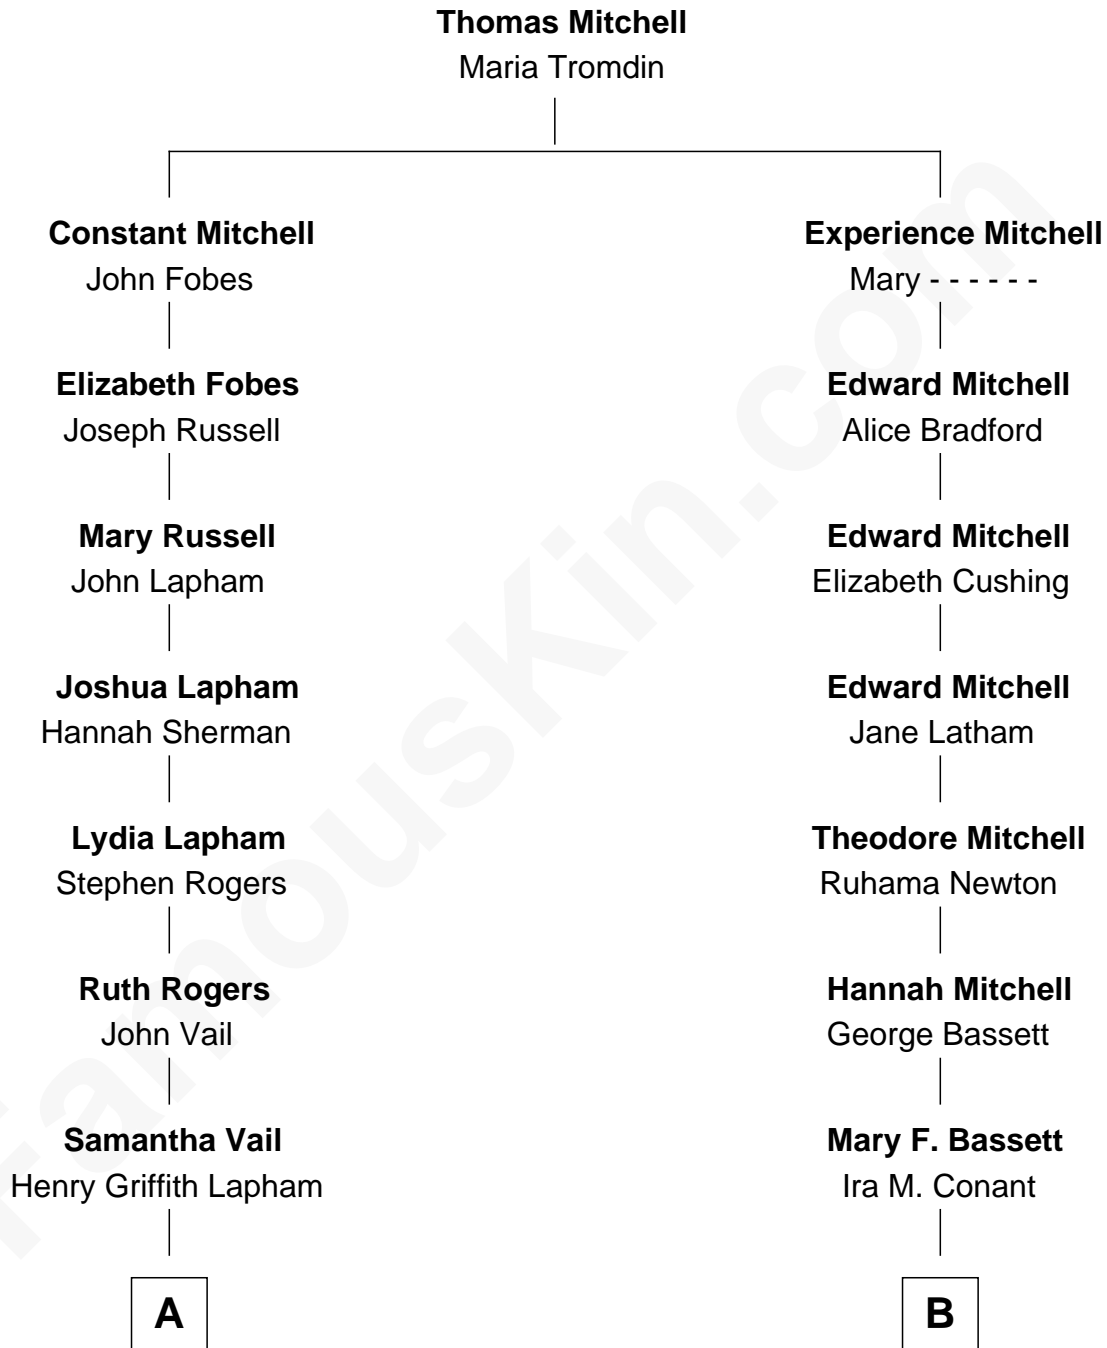 Thomas Mitchell
Maria Tromdin
Constant Mitchell
John Fobes
Experience Mitchell
Mary - - - - - -
Elizabeth Fobes
Joseph Russell
Edward Mitchell
Alice Bradford
Mary Russell
John Lapham
Edward Mitchell
Elizabeth Cushing
Joshua Lapham
Hannah Sherman
Edward Mitchell
Jane Latham
Lydia Lapham
Stephen Rogers
Theodore Mitchell
Ruhama Newton
Ruth Rogers
John Vail
Hannah Mitchell
George Bassett
Samantha Vail
Henry Griffith Lapham
Mary F. Bassett
Ira M. Conant
A
B
FamousKin.com